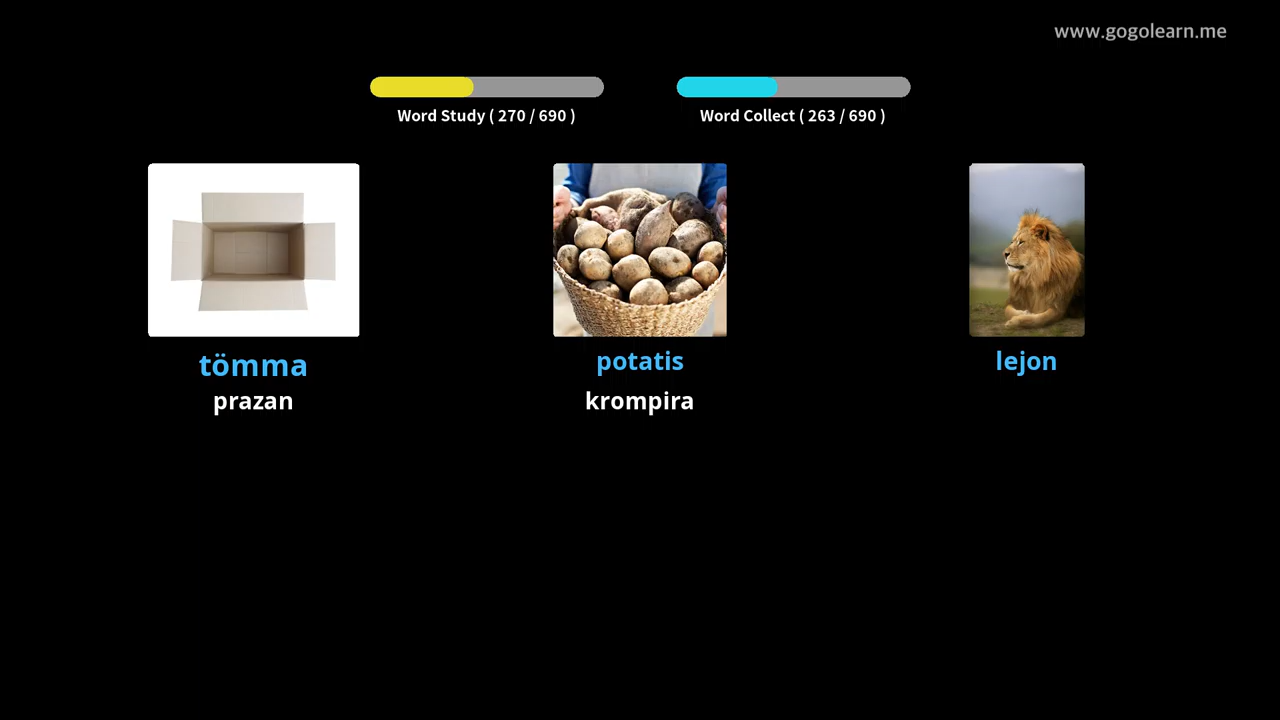 www.gogolearn.me
Word Study ( 270 / 690 )
Word Collect ( 263 / 690 )
tömma
potatis
lejon
prazan
krompira